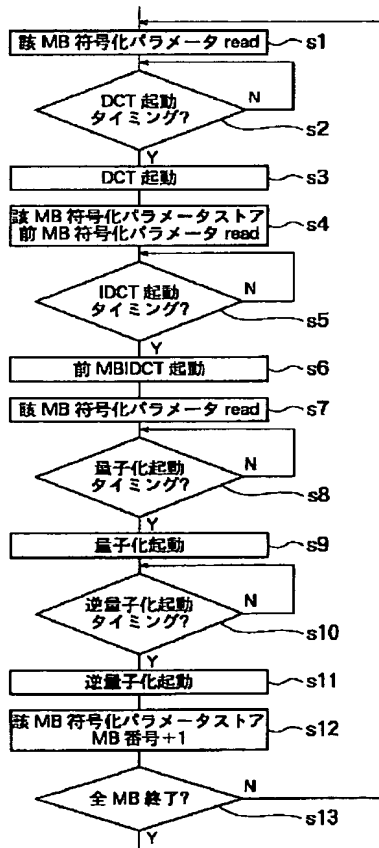 該 MB 符号化パラメータ read
s1
DCT 起動
タイミング?
N
s2
Y
DCT 起動
s3
該 MB 符号化パラメータストア
前 MB 符号化パラメータ read
s4
IDCT 起動
タイミング?
N
s5
Y
前 MBIDCT 起動
s6
該 MB 符号化パラメータ read
s7
量子化起動
タイミング?
N
s8
Y
量子化起動
s9
逆量子化起動
タイミング?
N
s10
Y
逆量子化起動
s11
該 MB 符号化パラメータストア
MB 番号+1
s12
全 MB 終了?
N
s13
Y